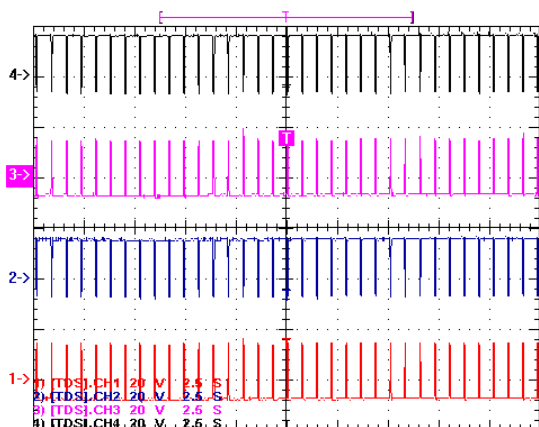 T
4->
T
3->
2->
1->
1) [TDS].CH1 20 V 2.5 S
2) [TDS].CH2 20 V 2.5 S
3) [TDS].CH3 20 V 2.5 S
4) [TDS].CH4 20 V 2.5 S